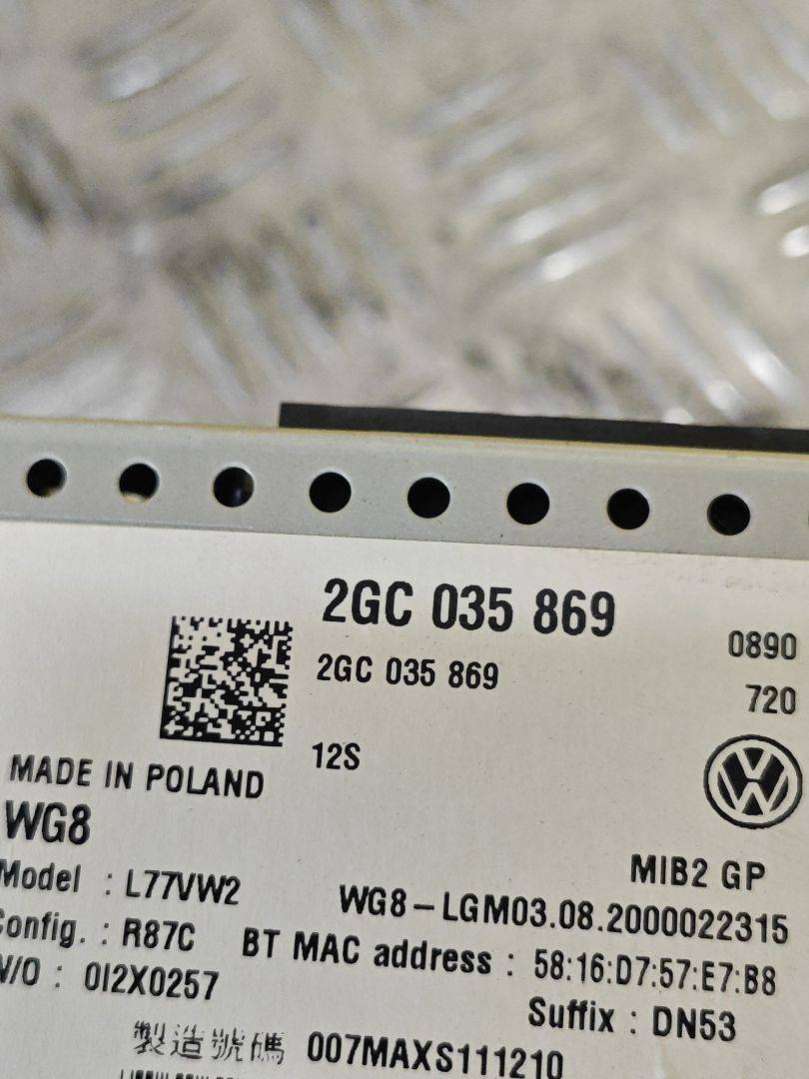 2GC 035 869
0890
2GC 035 869
720
12S
MADE IN POLAND
WG8
MIB2 GP
Model : L77VW2
WG8-LGM03.08.2000022315
Config. : R87C
BT MAC address : 58:16:D7:57:E7:B8
W/O : 0I2X0257
Suffix : DN53
製造號碼 007MAXS111210